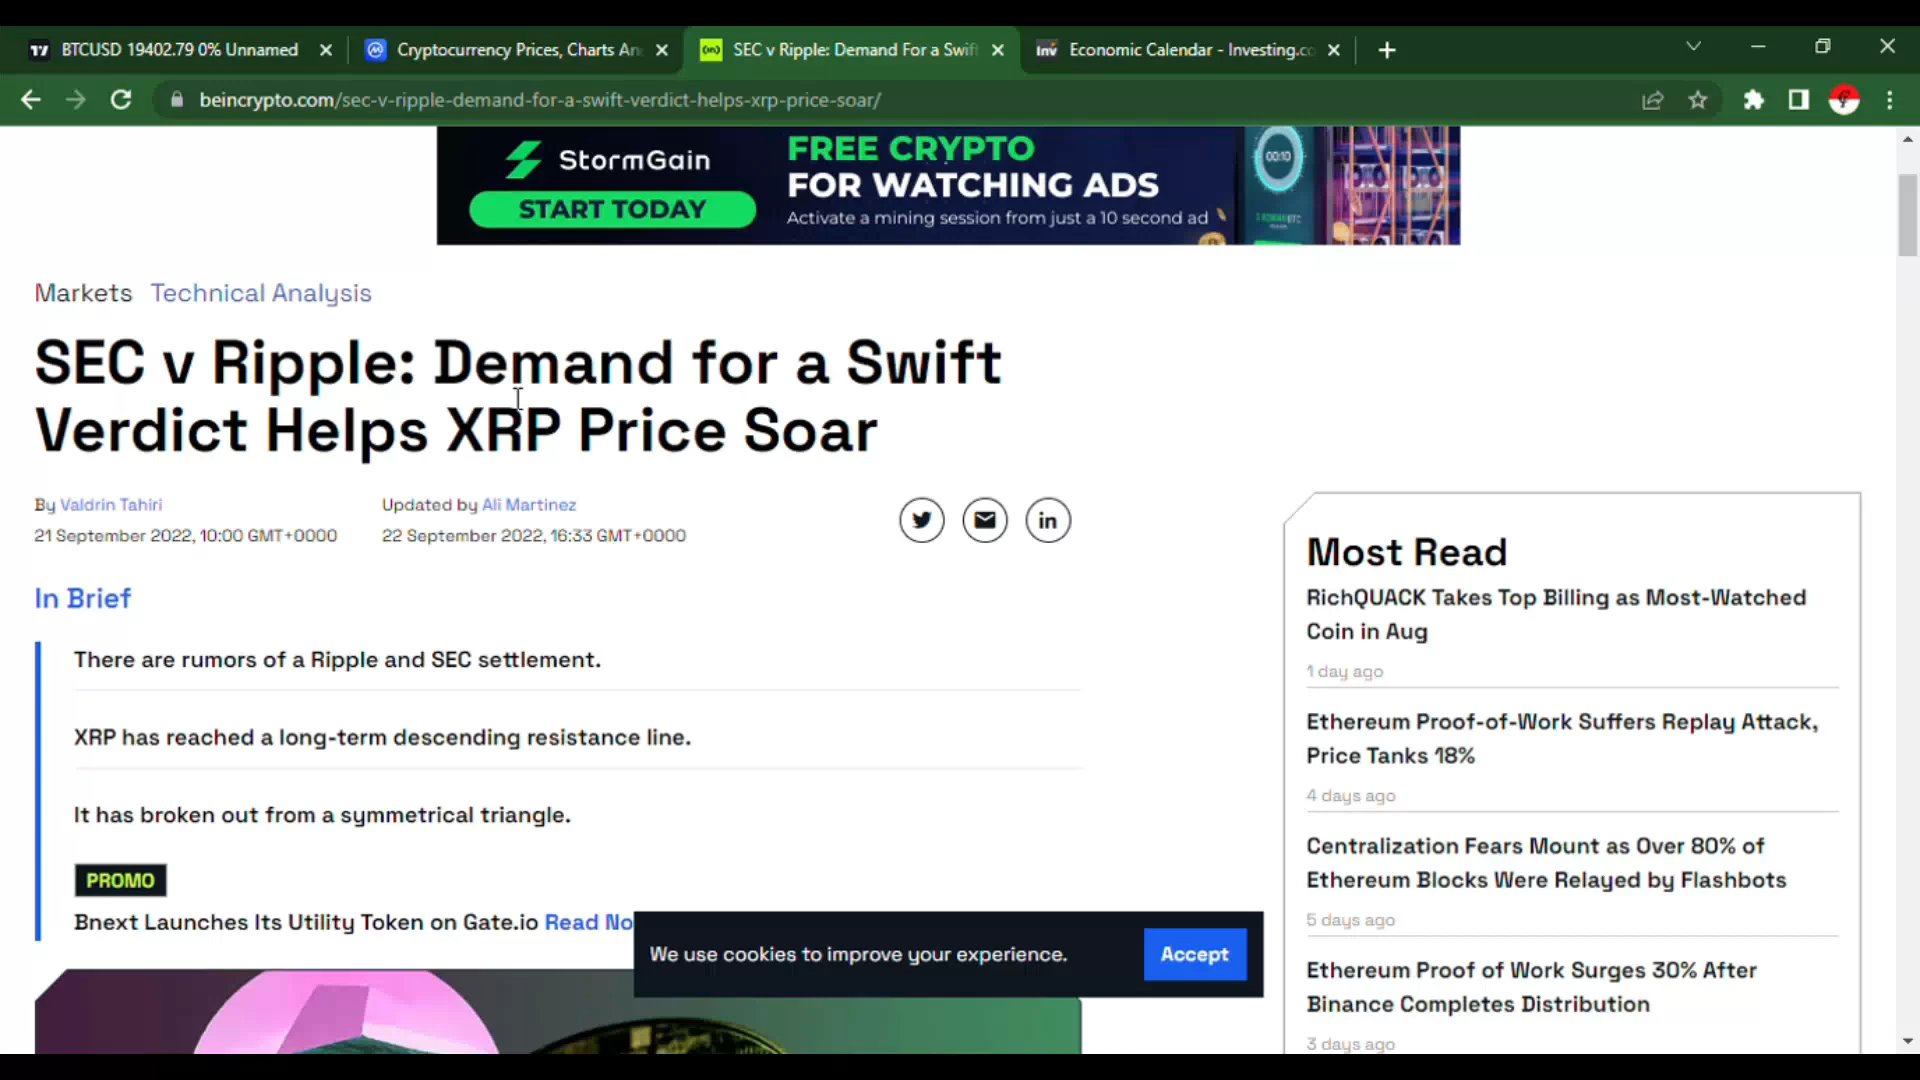 BTCUSD 19402.79 0% Unnamed
Cryptocurrency Prices, Charts An
SEC v Ripple: Demand For a Swif
Economic Calendar - Investing.co
beincrypto.com/sec-v-ripple-demand-for-a-swift-verdict-helps-xrp-price-soar/
StormGain
START TODAY
FREE CRYPTO
FOR WATCHING ADS
Activate a mining session from just a 10 second ad
00:10
Markets Technical Analysis
SEC v Ripple: Demand for a Swift
Verdict Helps XRP Price Soar
By Valdrin Tahiri
21 September 2022, 10:00 GMT+0000
Updated by Ali Martinez
22 September 2022, 16:33 GMT+0000
In Brief
There are rumors of a Ripple and SEC settlement.
XRP has reached a long-term descending resistance line.
It has broken out from a symmetrical triangle.
PROMO
Bnext Launches Its Utility Token on Gate.io Read No
We use cookies to improve your experience.
Accept
Most Read
RichQUACK Takes Top Billing as Most-Watched
Coin in Aug
1 day ago
Ethereum Proof-of-Work Suffers Replay Attack,
Price Tanks 18%
4 days ago
Centralization Fears Mount as Over 80% of
Ethereum Blocks Were Relayed by Flashbots
5 days ago
Ethereum Proof of Work Surges 30% After
Binance Completes Distribution
3 days ago